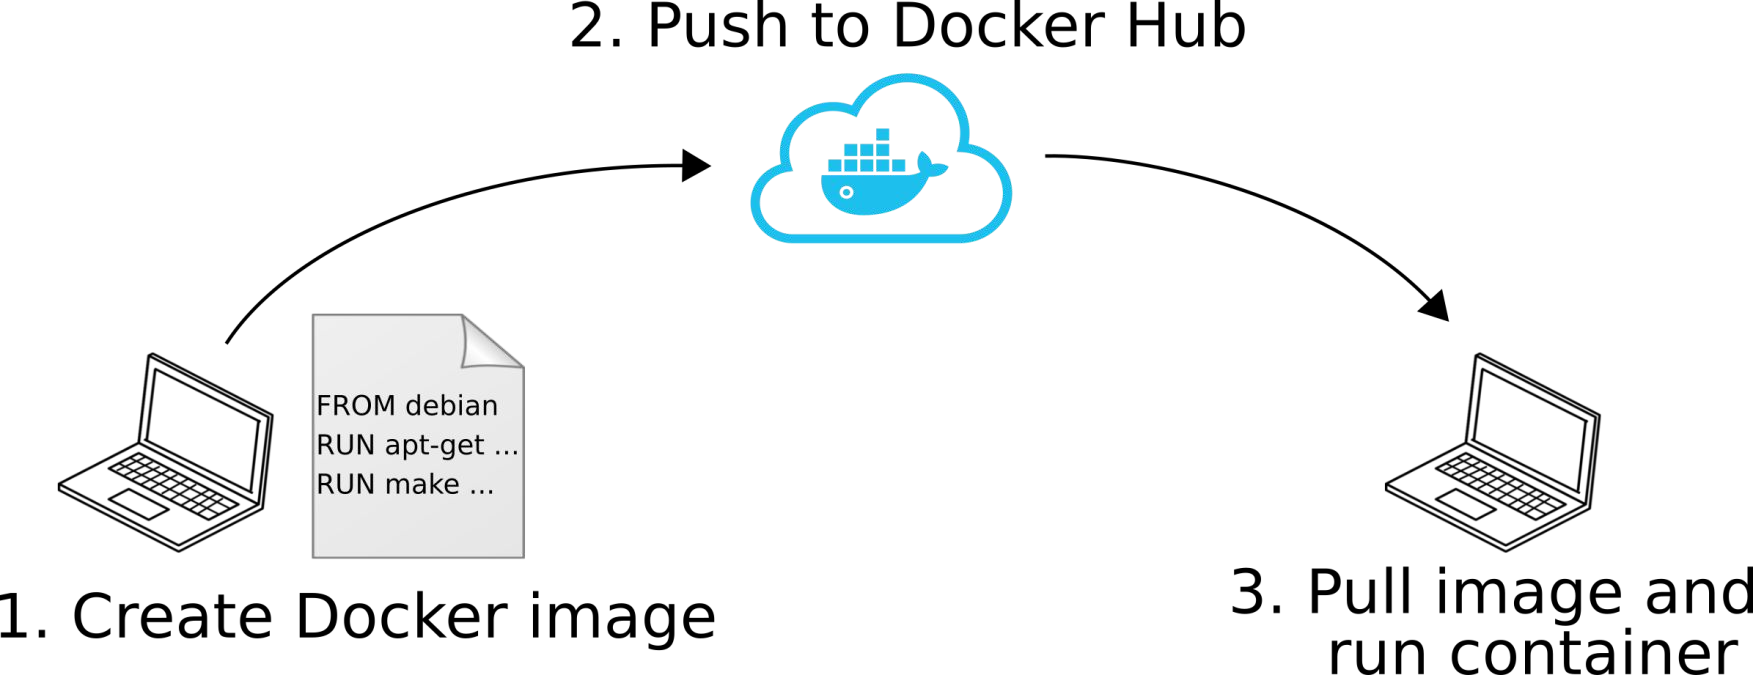 2. Push to Docker Hub
FROM debian
RUN apt-get ...
RUN make ...
1. Create Docker image
3. Pull image and
run container